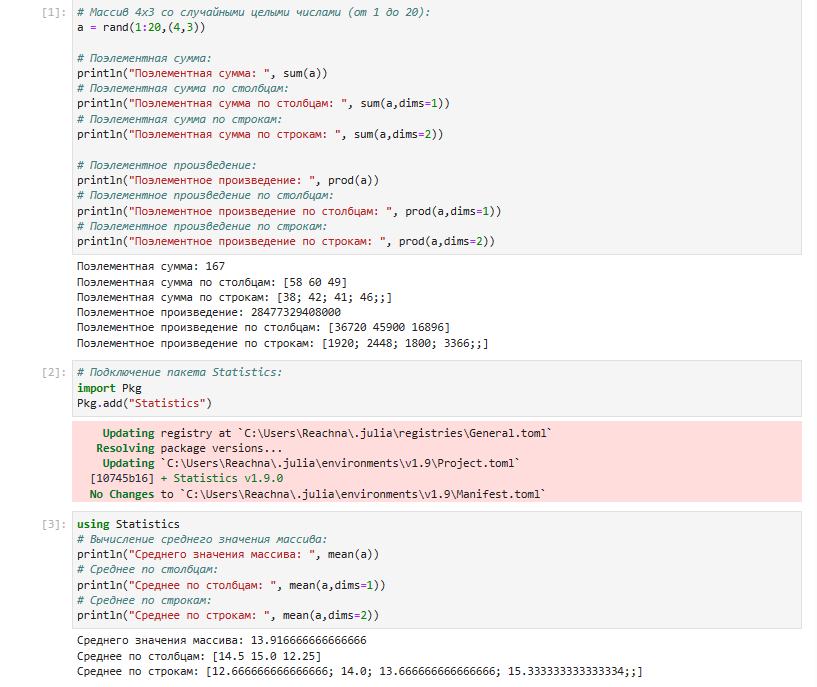 [1]: # Массив 4x3 со случайными целыми числами (от 1 до 20):
a = rand(1:20,(4,3))
# Поэлементная сумма:
println("Поэлементная сумма: ", sum(a))
# Поэлементная сумма по столбцам:
println("Поэлементная сумма по столбцам: ", sum(a,dims=1))
# Поэлементная сумма по строкам:
println("Поэлементная сумма по строкам: ", sum(a,dims=2))
# Поэлементное произведение:
println("Поэлементное произведение: ", prod(a))
# Поэлементное произведение по столбцам:
println("Поэлементное произведение по столбцам: ", prod(a,dims=1))
# Поэлементное произведение по строкам:
println("Поэлементное произведение по строкам: ", prod(a,dims=2))
Поэлементная сумма: 167
Поэлементная сумма по столбцам: [58 60 49]
Поэлементная сумма по строкам: [38; 42; 41; 46;;]
Поэлементное произведение: 28477329408000
Поэлементное произведение по столбцам: [36720 45900 16896]
Поэлементное произведение по строкам: [1920; 2448; 1800; 3366;;]
[2]: # Подключение пакета Statistics:
import Pkg
Pkg.add("Statistics")
Updating registry at `C:\Users\Reachna\.julia\registries\General.toml`
Resolving package versions...
Updating `C:\Users\Reachna\.julia\environments\v1.9\Project.toml`
[10745b16] + Statistics v1.9.0
No Changes to `C:\Users\Reachna\.julia\environments\v1.9\Manifest.toml`
[3]: using Statistics
# Вычисление среднего значения массива:
println("Среднего значения массива: ", mean(a))
# Среднее по столбцам:
println("Среднее по столбцам: ", mean(a,dims=1))
# Среднее по строкам:
println("Среднее по строкам: ", mean(a,dims=2))
Среднего значения массива: 13.916666666666666
Среднее по столбцам: [14.5 15.0 12.25]
Среднее по строкам: [12.666666666666666; 14.0; 13.666666666666666; 15.333333333333334;;]